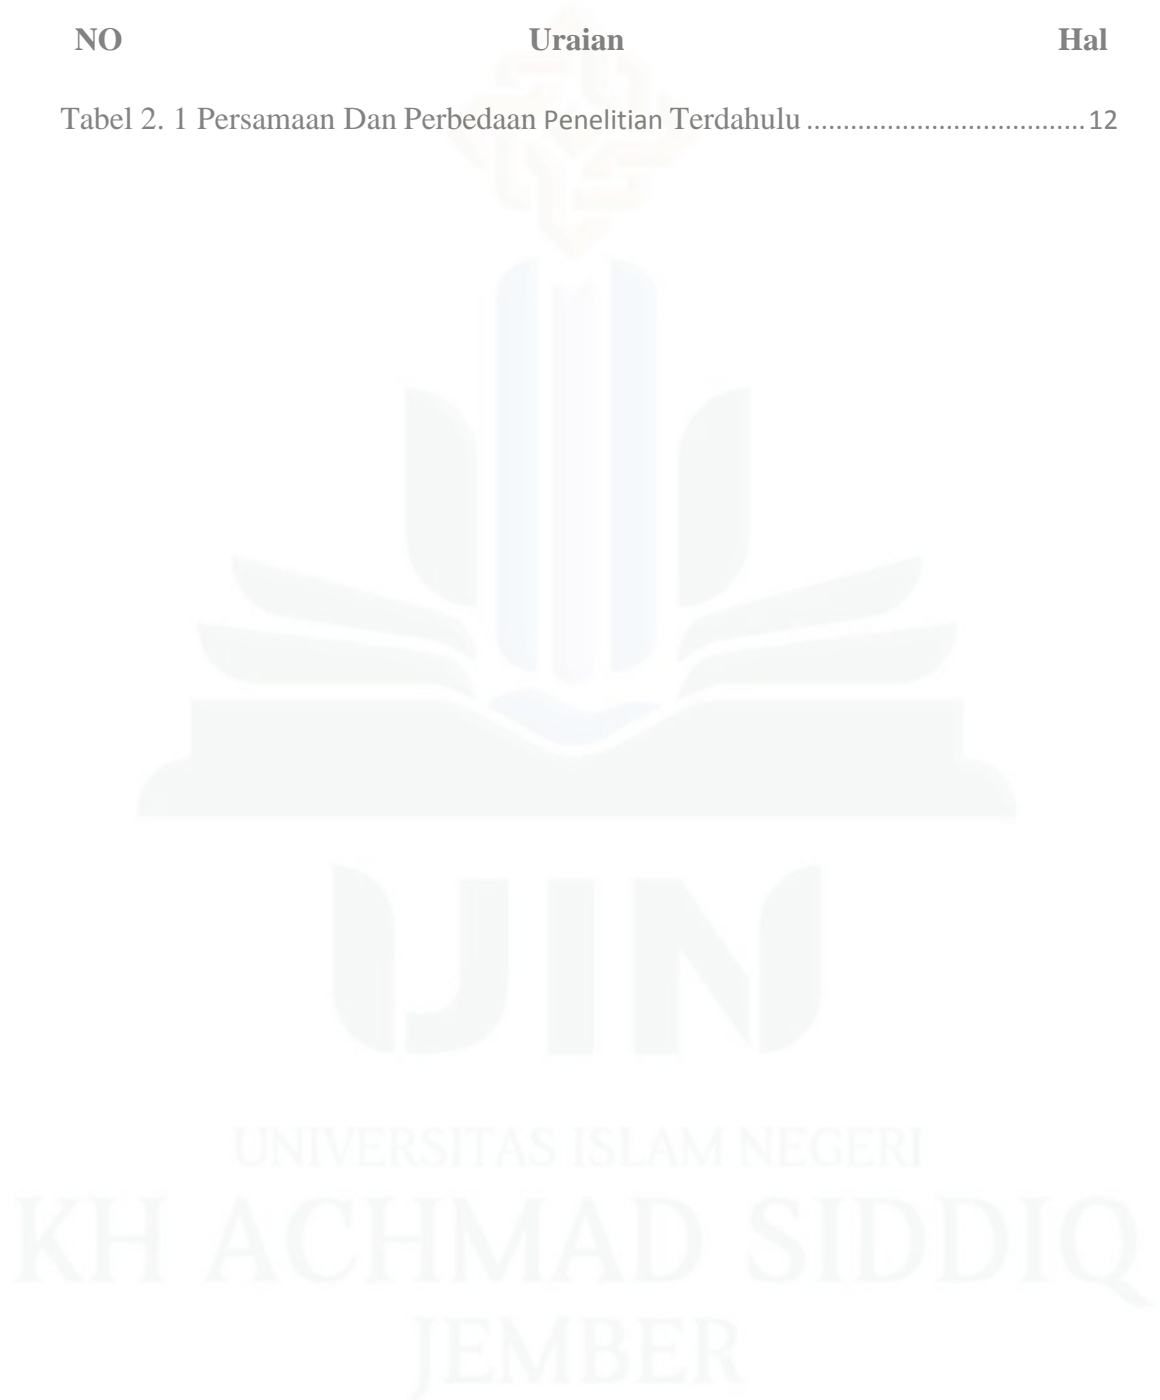 NO Uraian Hal
Tabel 2. 1 Persamaan Dan Perbedaan Penelitian Terdahulu ...................................... 12
UIN
UNIVERSITAS ISLAM NEGERI
KH ACHMAD SIDDIQ
JEMBER